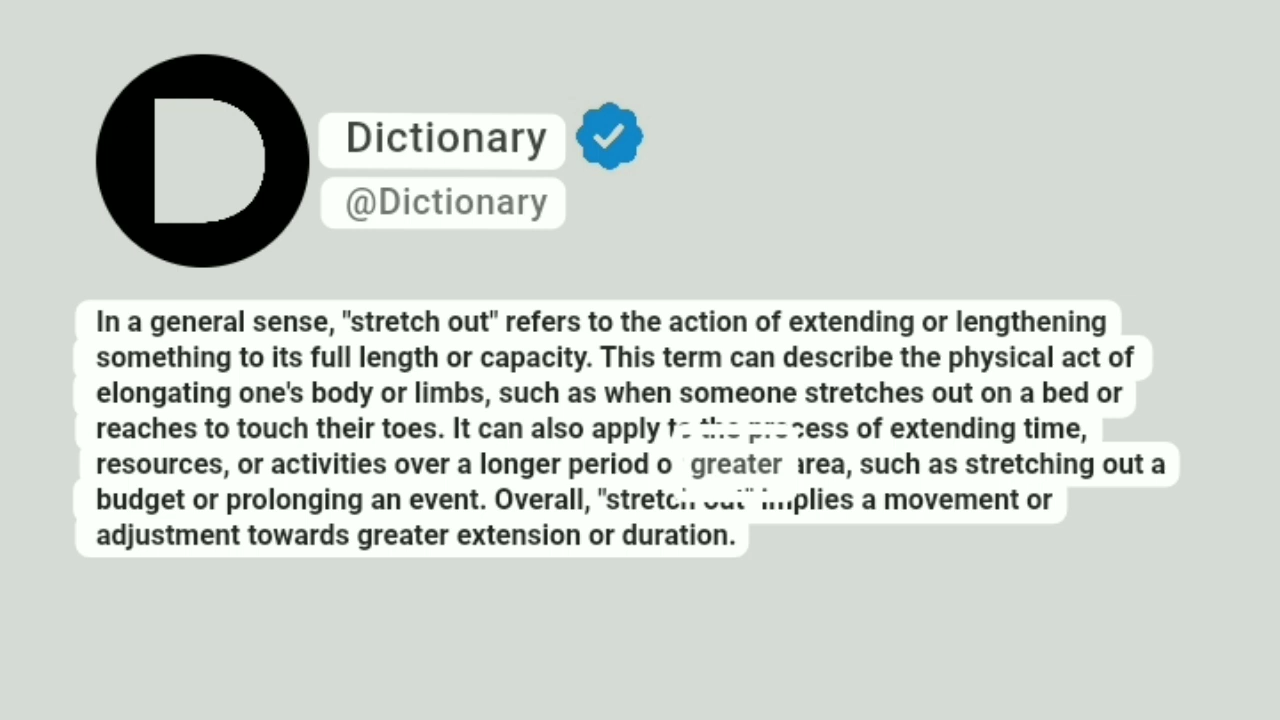 D
Dictionary
@Dictionary
In a general sense, "stretch out" refers to the action of extending or lengthening
something to its full length or capacity. This term can describe the physical act of
elongating one's body or limbs, such as when someone stretches out on a bed or
reaches to touch their toes. It can also apply to the process of extending time,
resources, or activities over a longer period o greater area, such as stretching out a
budget or prolonging an event. Overall, "stretch out" implies a movement or
adjustment towards greater extension or duration.